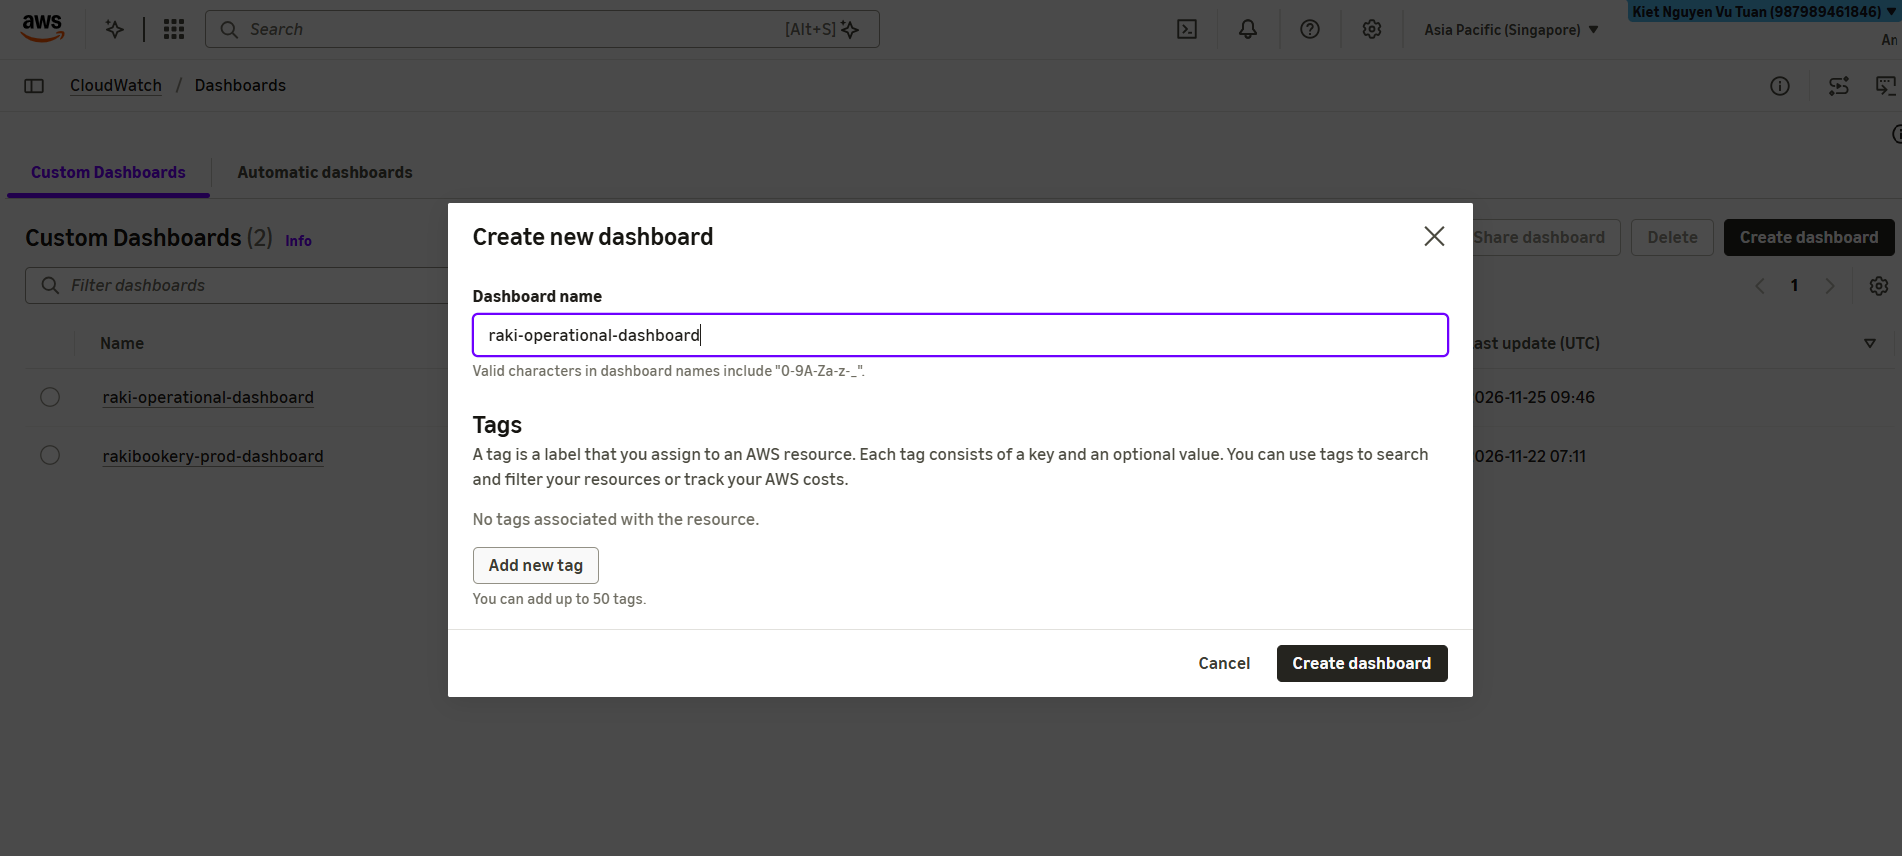 aws
Search
[Alt+S]
Asia Pacific (Singapore)
Kiet Nguyen Vu Tuan (987989461846)
CloudWatch / Dashboards
Custom Dashboards
Automatic dashboards
Custom Dashboards (2) Info
Share dashboard
Delete
Create dashboard
Filter dashboards
1
Name
ast update (UTC)
raki-operational-dashboard
026-11-25 09:46
rakibookery-prod-dashboard
026-11-22 07:11
Create new dashboard
Dashboard name
raki-operational-dashboard
Valid characters in dashboard names include "0-9A-Za-z-_".
Tags
A tag is a label that you assign to an AWS resource. Each tag consists of a key and an optional value. You can use tags to search
and filter your resources or track your AWS costs.
No tags associated with the resource.
Add new tag
You can add up to 50 tags.
Cancel
Create dashboard